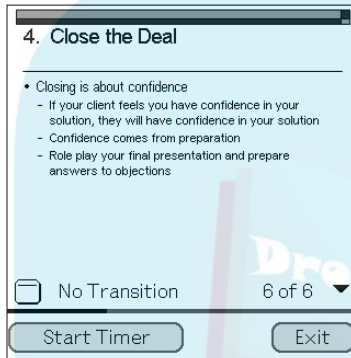 4. Close the Deal
• Closing is about confidence
- If your client feels you have confidence in your
solution, they will have confidence in your solution
- Confidence comes from preparation
- Role play your final presentation and prepare
answers to objections
Dre
No Transition 6 of 6
Start Timer Exit